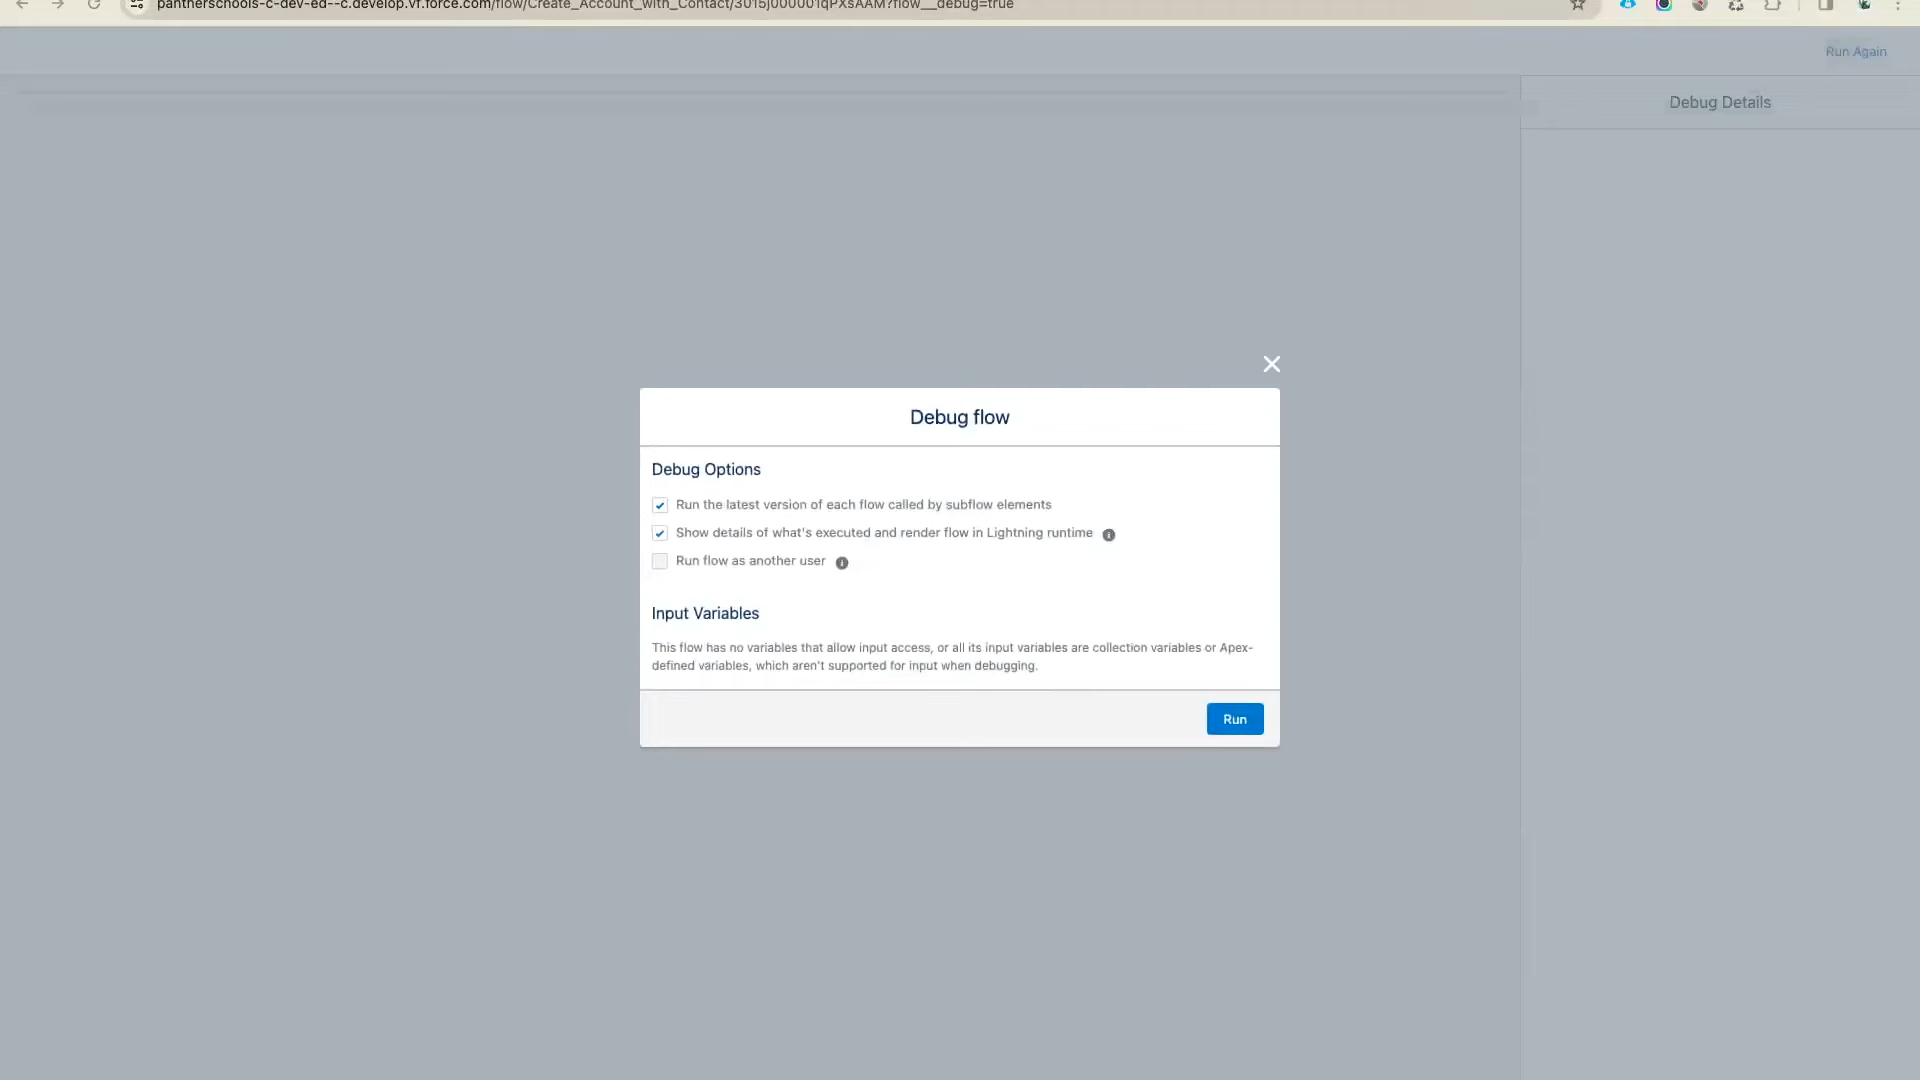 pantherschools-c-dev-ed--c.develop.vf.force.com/flow/Create_Account_with_Contact/3015j000001qPXsAAM?flow__debug=true
Run Again
Debug Details
Debug flow
Debug Options
Run the latest version of each flow called by subflow elements
Show details of what's executed and render flow in Lightning runtime
Run flow as another user
Input Variables
This flow has no variables that allow input access, or all its input variables are collection variables or Apex-
defined variables, which aren't supported for input when debugging.
Run